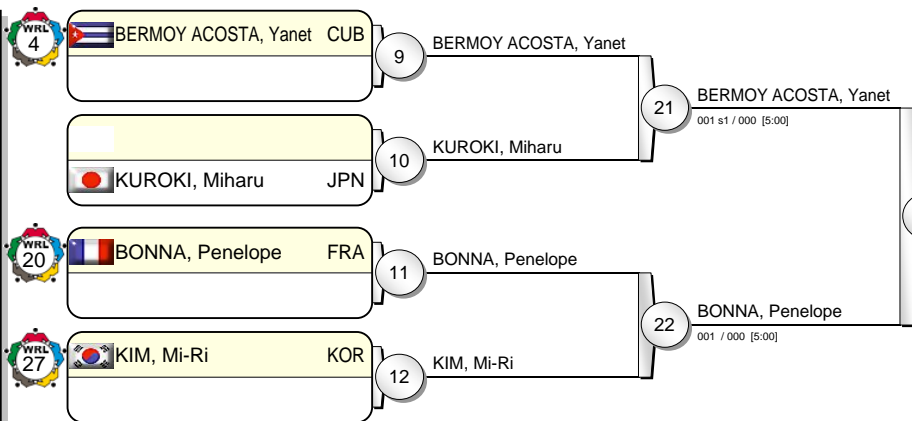 WRL
4
BERMOY ACOSTA, Yanet CUB
9
BERMOY ACOSTA, Yanet
21
BERMOY ACOSTA, Yanet
001 s1 / 000 [5:00]
KUROKI, Miharu JPN
10
KUROKI, Miharu
WRL
20
BONNA, Penelope FRA
11
BONNA, Penelope
22
BONNA, Penelope
001 / 000 [5:00]
WRL
27
KIM, Mi-Ri KOR
12
KIM, Mi-Ri